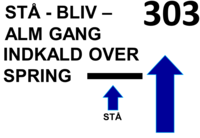 STÅ - BLIV – 303
ALM GANG
INDKALD OVER
SPRING
STÅ